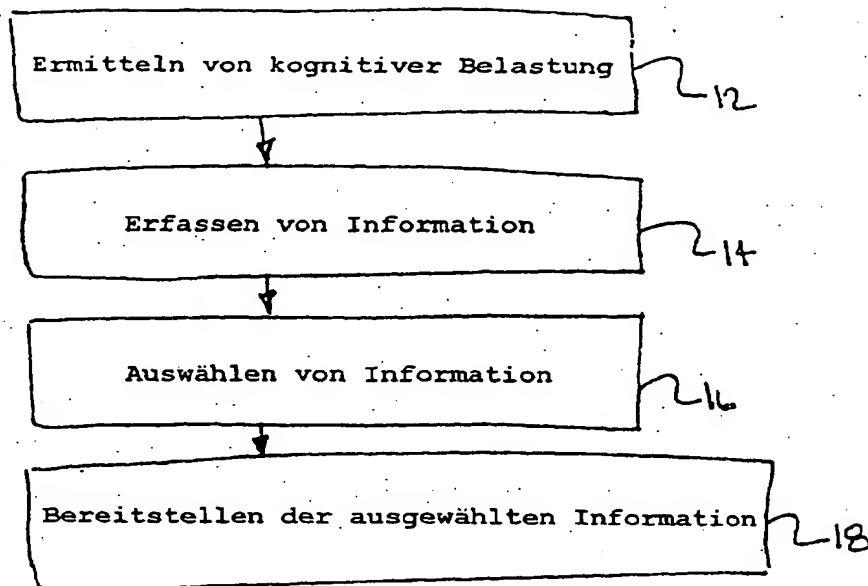 Ermitteln von kognitiver Belastung
12
Erfassen von Information
14
Auswählen von Information
16
Bereitstellen der ausgewählten Information
18